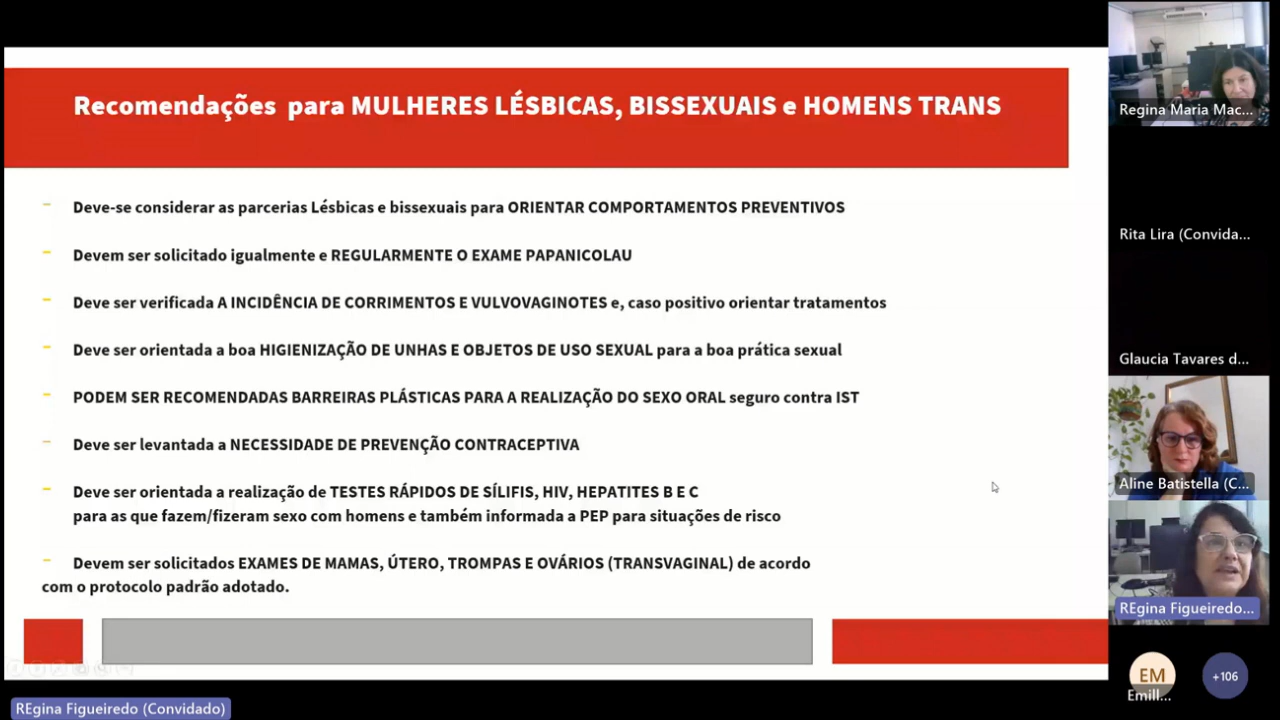 Recomendações para MULHERES LÉSBICAS, BISSEXUAIS e HOMENS TRANS
- Deve-se considerar as parcerias Lésbicas e bissexuais para ORIENTAR COMPORTAMENTOS PREVENTIVOS
- Devem ser solicitado igualmente e REGULARMENTE O EXAME PAPANICOLAU
- Deve ser verificada A INCIDÊNCIA DE CORRIMENTOS E VULVOVAGINOTES e, caso positivo orientar tratamentos
- Deve ser orientada a boa HIGIENIZAÇÃO DE UNHAS E OBJETOS DE USO SEXUAL para a boa prática sexual
- PODEM SER RECOMENDADAS BARREIRAS PLÁSTICAS PARA A REALIZAÇÃO DO SEXO ORAL seguro contra IST
- Deve ser levantada a NECESSIDADE DE PREVENÇÃO CONTRACEPTIVA
- Deve ser orientada a realização de TESTES RÁPIDOS DE SÍLIFIS, HIV, HEPATITES B E C
para as que fazem/fizeram sexo com homens e também informada a PEP para situações de risco
- Devem ser solicitados EXAMES DE MAMAS, ÚTERO, TROMPAS E OVÁRIOS (TRANSVAGINAL) de acordo
com o protocolo padrão adotado.
Regina Maria Mac...
Rita Lira (Convida...
Glaucia Tavares d...
Aline Batistella (C...
REgina Figueiredo...
EM
Emill...
+106
REgina Figueiredo (Convidado)